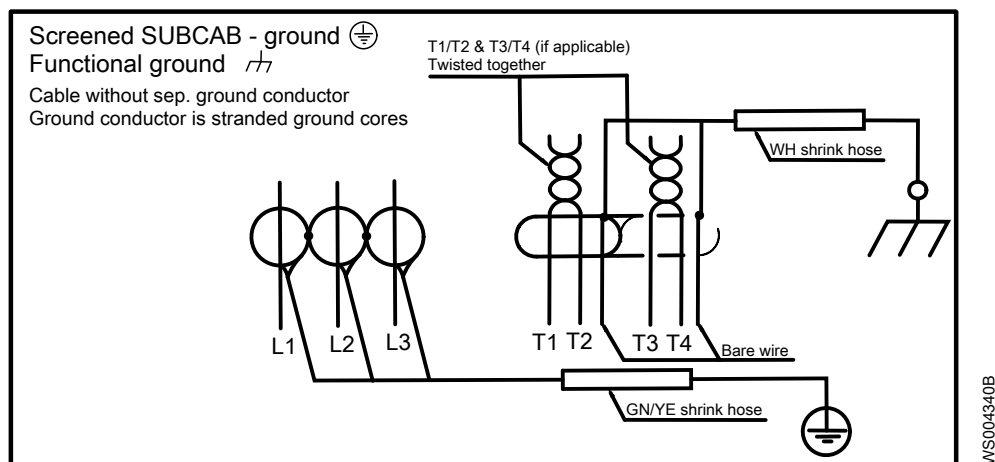 Screened SUBCAB - ground
Functional ground
Cable without sep. ground conductor
Ground conductor is stranded ground cores
T1/T2 & T3/T4 (if applicable)
Twisted together
WH shrink hose
L1
L2
L3
T1
T2
T3
T4
Bare wire
GN/YE shrink hose
WS004340B